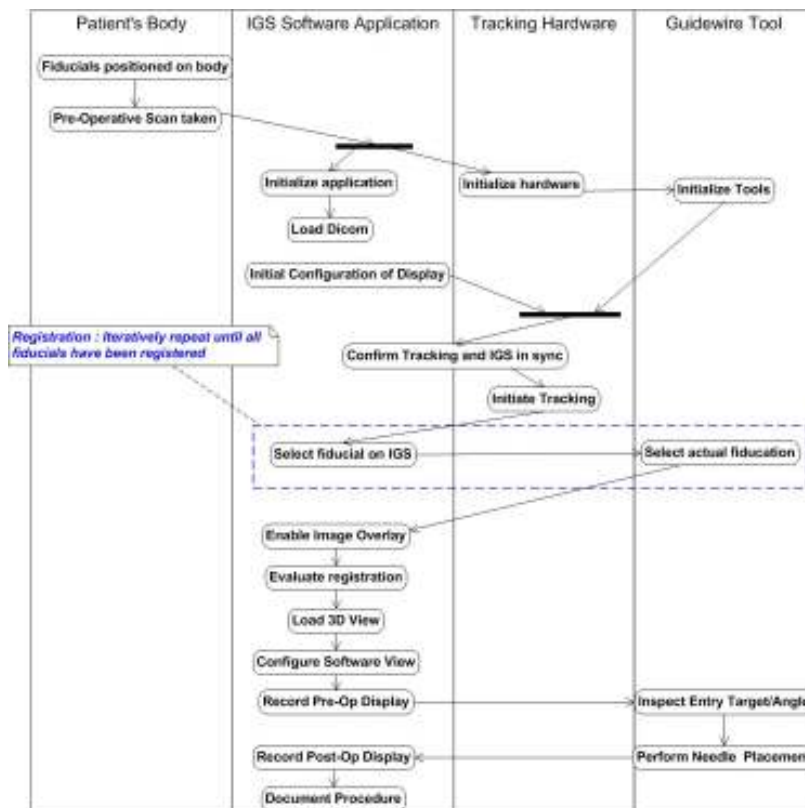 Patient's Body
IGS Software Application
Tracking Hardware
Guidewire Tool
Fiducials positioned on body
Pre-Operative Scan taken
Initialize application
Initialize hardware
Initialize Tools
Load Dicom
Initial Configuration of Display
Registration : Iteratively repeat until all
fiducials have been registered
Confirm Tracking and IGS in sync
Initiate Tracking
Select fiducial on IGS
Select actual fiducation
Enable Image Overlay
Evaluate registration
Load 3D View
Configure Software View
Record Pre-Op Display
Inspect Entry Target/Angle
Record Post-Op Display
Perform Needle Placement
Document Procedure